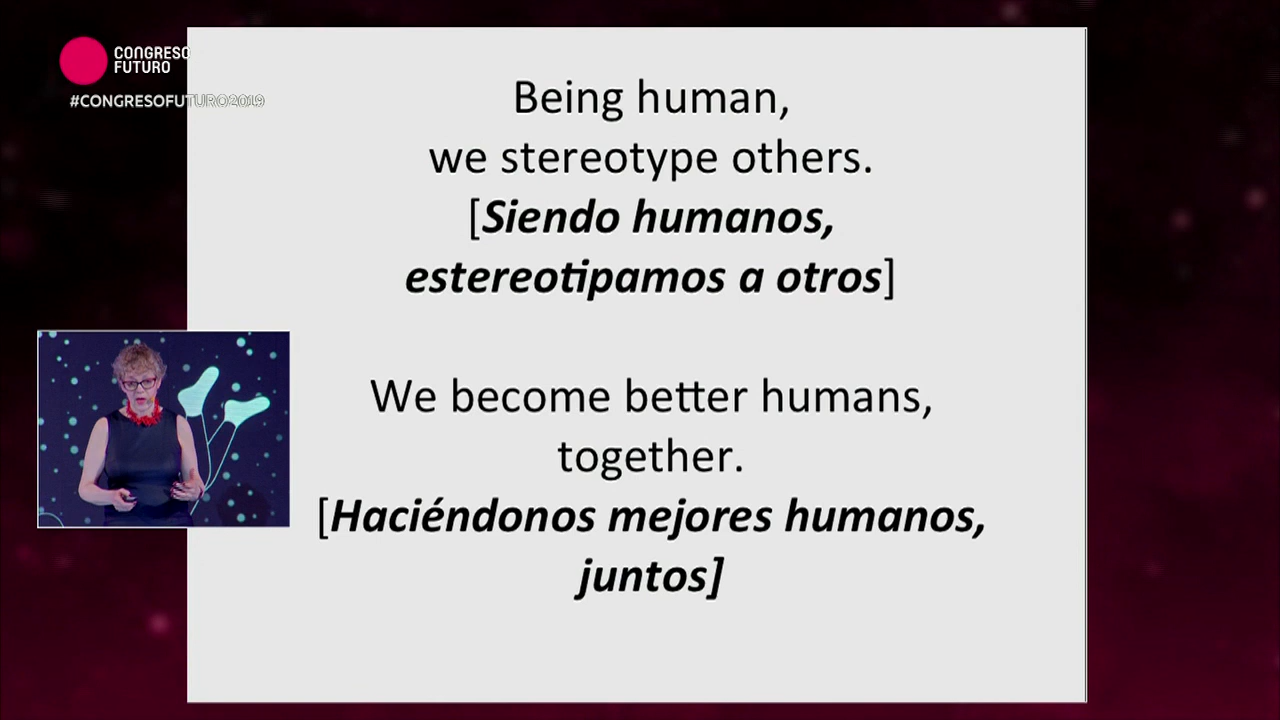 CONGRESO
FUTURO
#CONGRESOFUTURO2019
Being human,
we stereotype others.
[Siendo humanos,
estereotipamos a otros]
We become better humans,
together.
[Haciéndonos mejores humanos,
juntos]